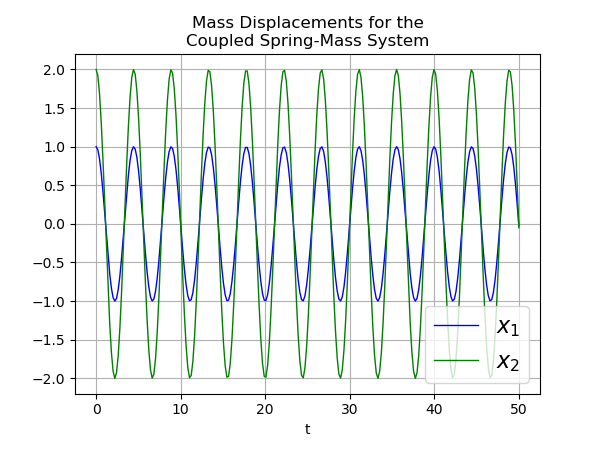 Mass Displacements for the
Coupled Spring-Mass System
2.0
1.5
1.0
0.5
0.0
−0.5
−1.0
−1.5
−2.0
x₁
x₂
0 10 20 30 40 50
t